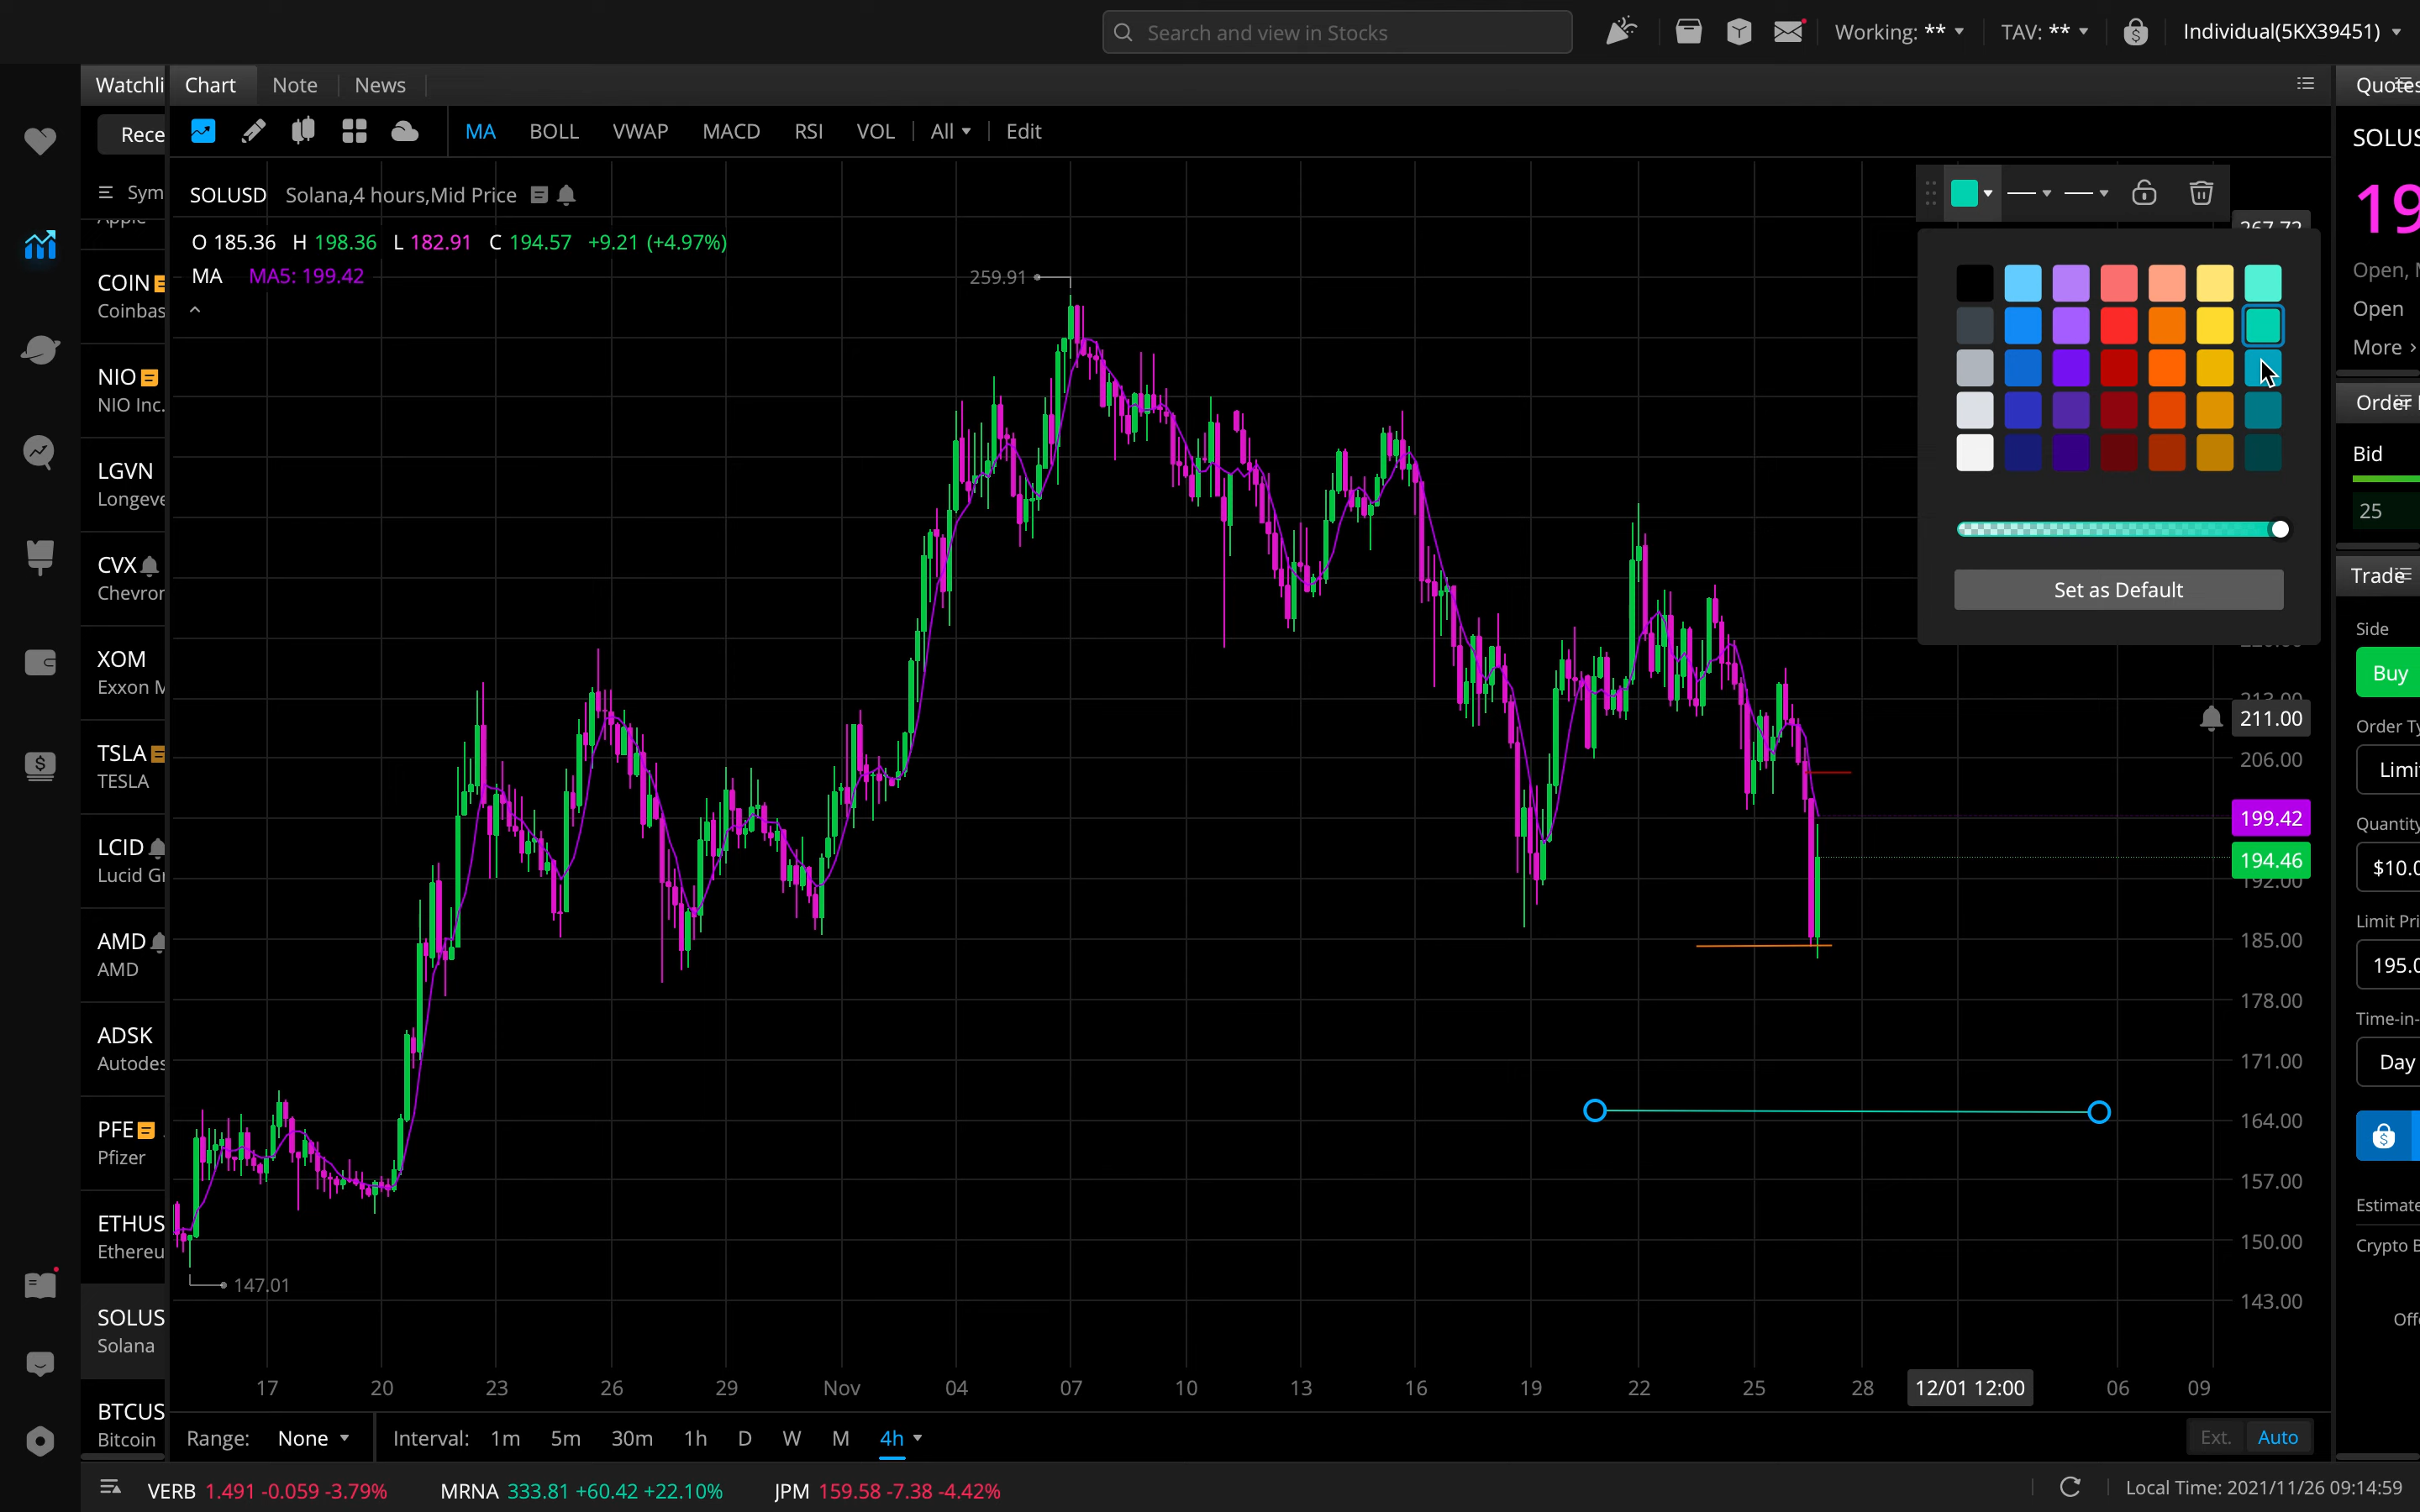 Search and view in Stocks
Working: **
TAV: **
Individual(5KX39451)
Watchli
Chart
Note
News
Quotes
Rece
MA
BOLL
VWAP
MACD
RSI
VOL
All
Edit
Sym
SOLUSD Solana,4 hours,Mid Price
O 185.36 H 198.36 L 182.91 C 194.57 +9.21 (+4.97%)
MA MA5: 199.42
259.91
147.01
COIN
Coinbas
NIO
NIO Inc.
LGVN
Longeve
CVX
Chevron
XOM
Exxon M
TSLA
TESLA
LCID
Lucid Gr
AMD
AMD
ADSK
Autodes
PFE
Pfizer
ETHUS
Ethereu
SOLUS
Solana
BTCUS
Bitcoin
Set as Default
267.72
213.00
211.00
206.00
199.42
194.46
192.00
185.00
178.00
171.00
164.00
157.00
150.00
143.00
17 20 23 26 29 Nov 04 07 10 13 16 19 22 25 28 12/01 12:00 06 09
Range: None
Interval: 1m 5m 30m 1h D W M 4h
Ext. Auto
SOLUS
19
Open, M
Open
More
Order
Bid
25
Trade
Side
Buy
Order Ty
Limi
Quantity
$10.0
Limit Pri
195.0
Time-in-
Day
Estimate
Crypto B
Offe
VERB 1.491 -0.059 -3.79%
MRNA 333.81 +60.42 +22.10%
JPM 159.58 -7.38 -4.42%
Local Time: 2021/11/26 09:14:59